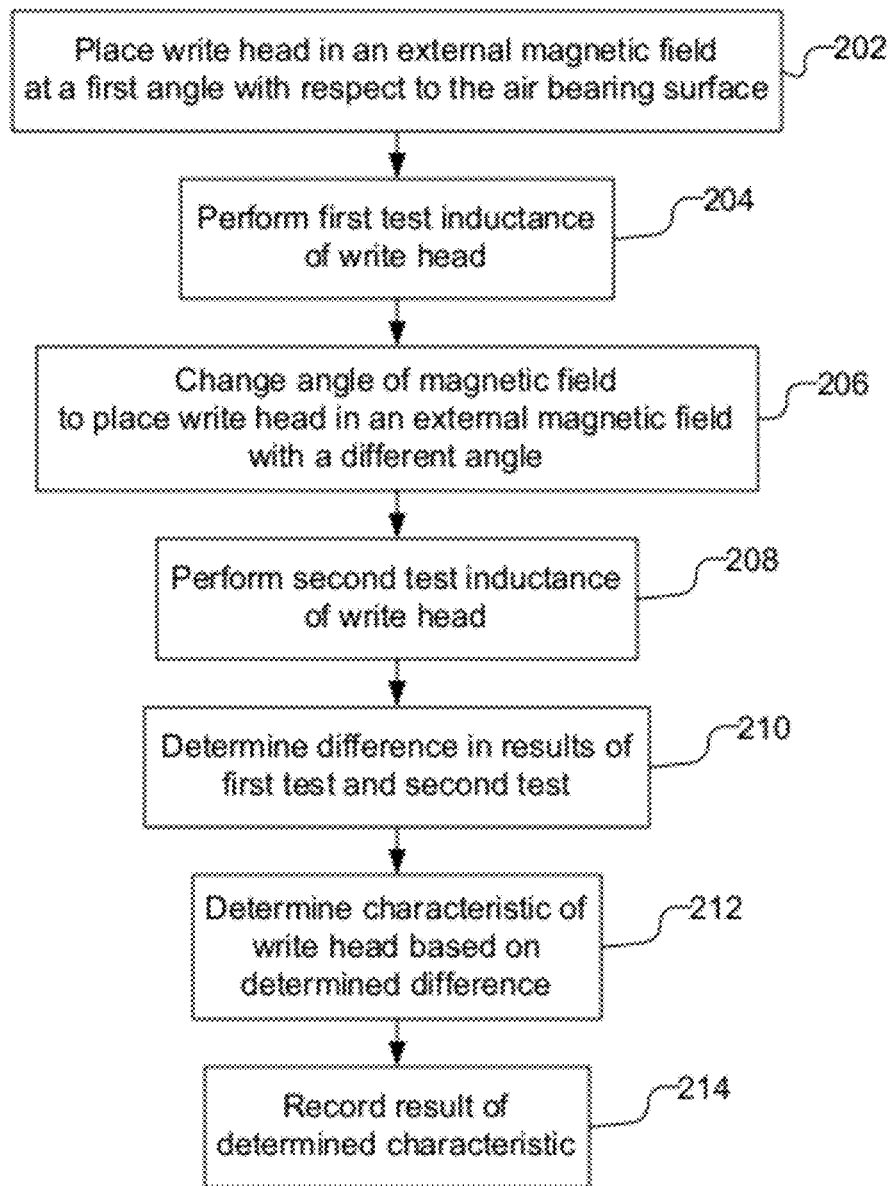 Place write head in an external magnetic field
at a first angle with respect to the air bearing surface
202
Perform first test inductance
of write head
204
Change angle of magnetic field
to place write head in an external magnetic field
with a different angle
206
Perform second test inductance
of write head
208
Determine difference in results of
first test and second test
210
Determine characteristic of
write head based on
determined difference
212
Record result of
determined characteristic
214